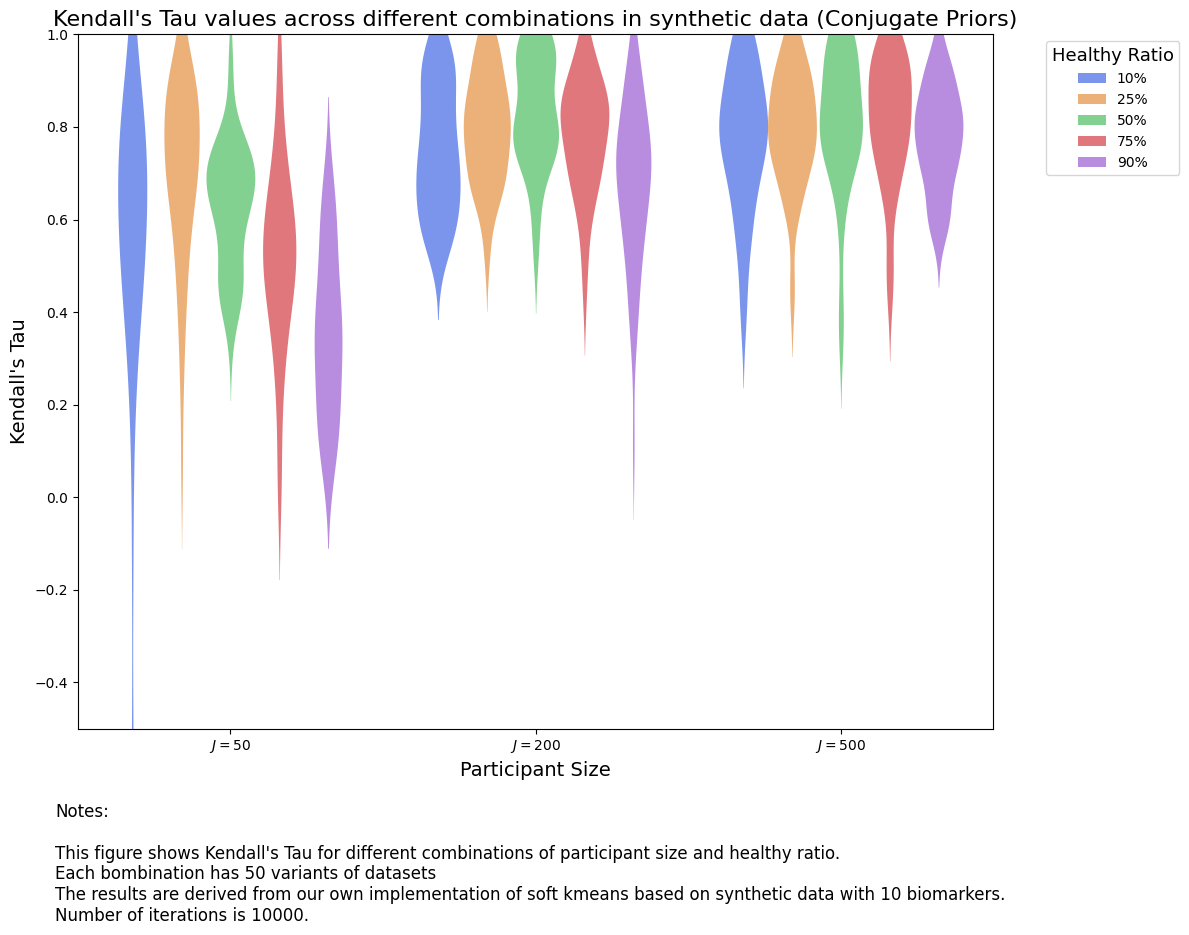 Kendall's Tau values across different combinations in synthetic data (Conjugate Priors)
Kendall's Tau
1.0
0.8
0.6
0.4
0.2
0.0
−0.2
−0.4
J = 50
J = 200
J = 500
Participant Size
Healthy Ratio
10%
25%
50%
75%
90%
Notes:
This figure shows Kendall's Tau for different combinations of participant size and healthy ratio.
Each bombination has 50 variants of datasets
The results are derived from our own implementation of soft kmeans based on synthetic data with 10 biomarkers.
Number of iterations is 10000.